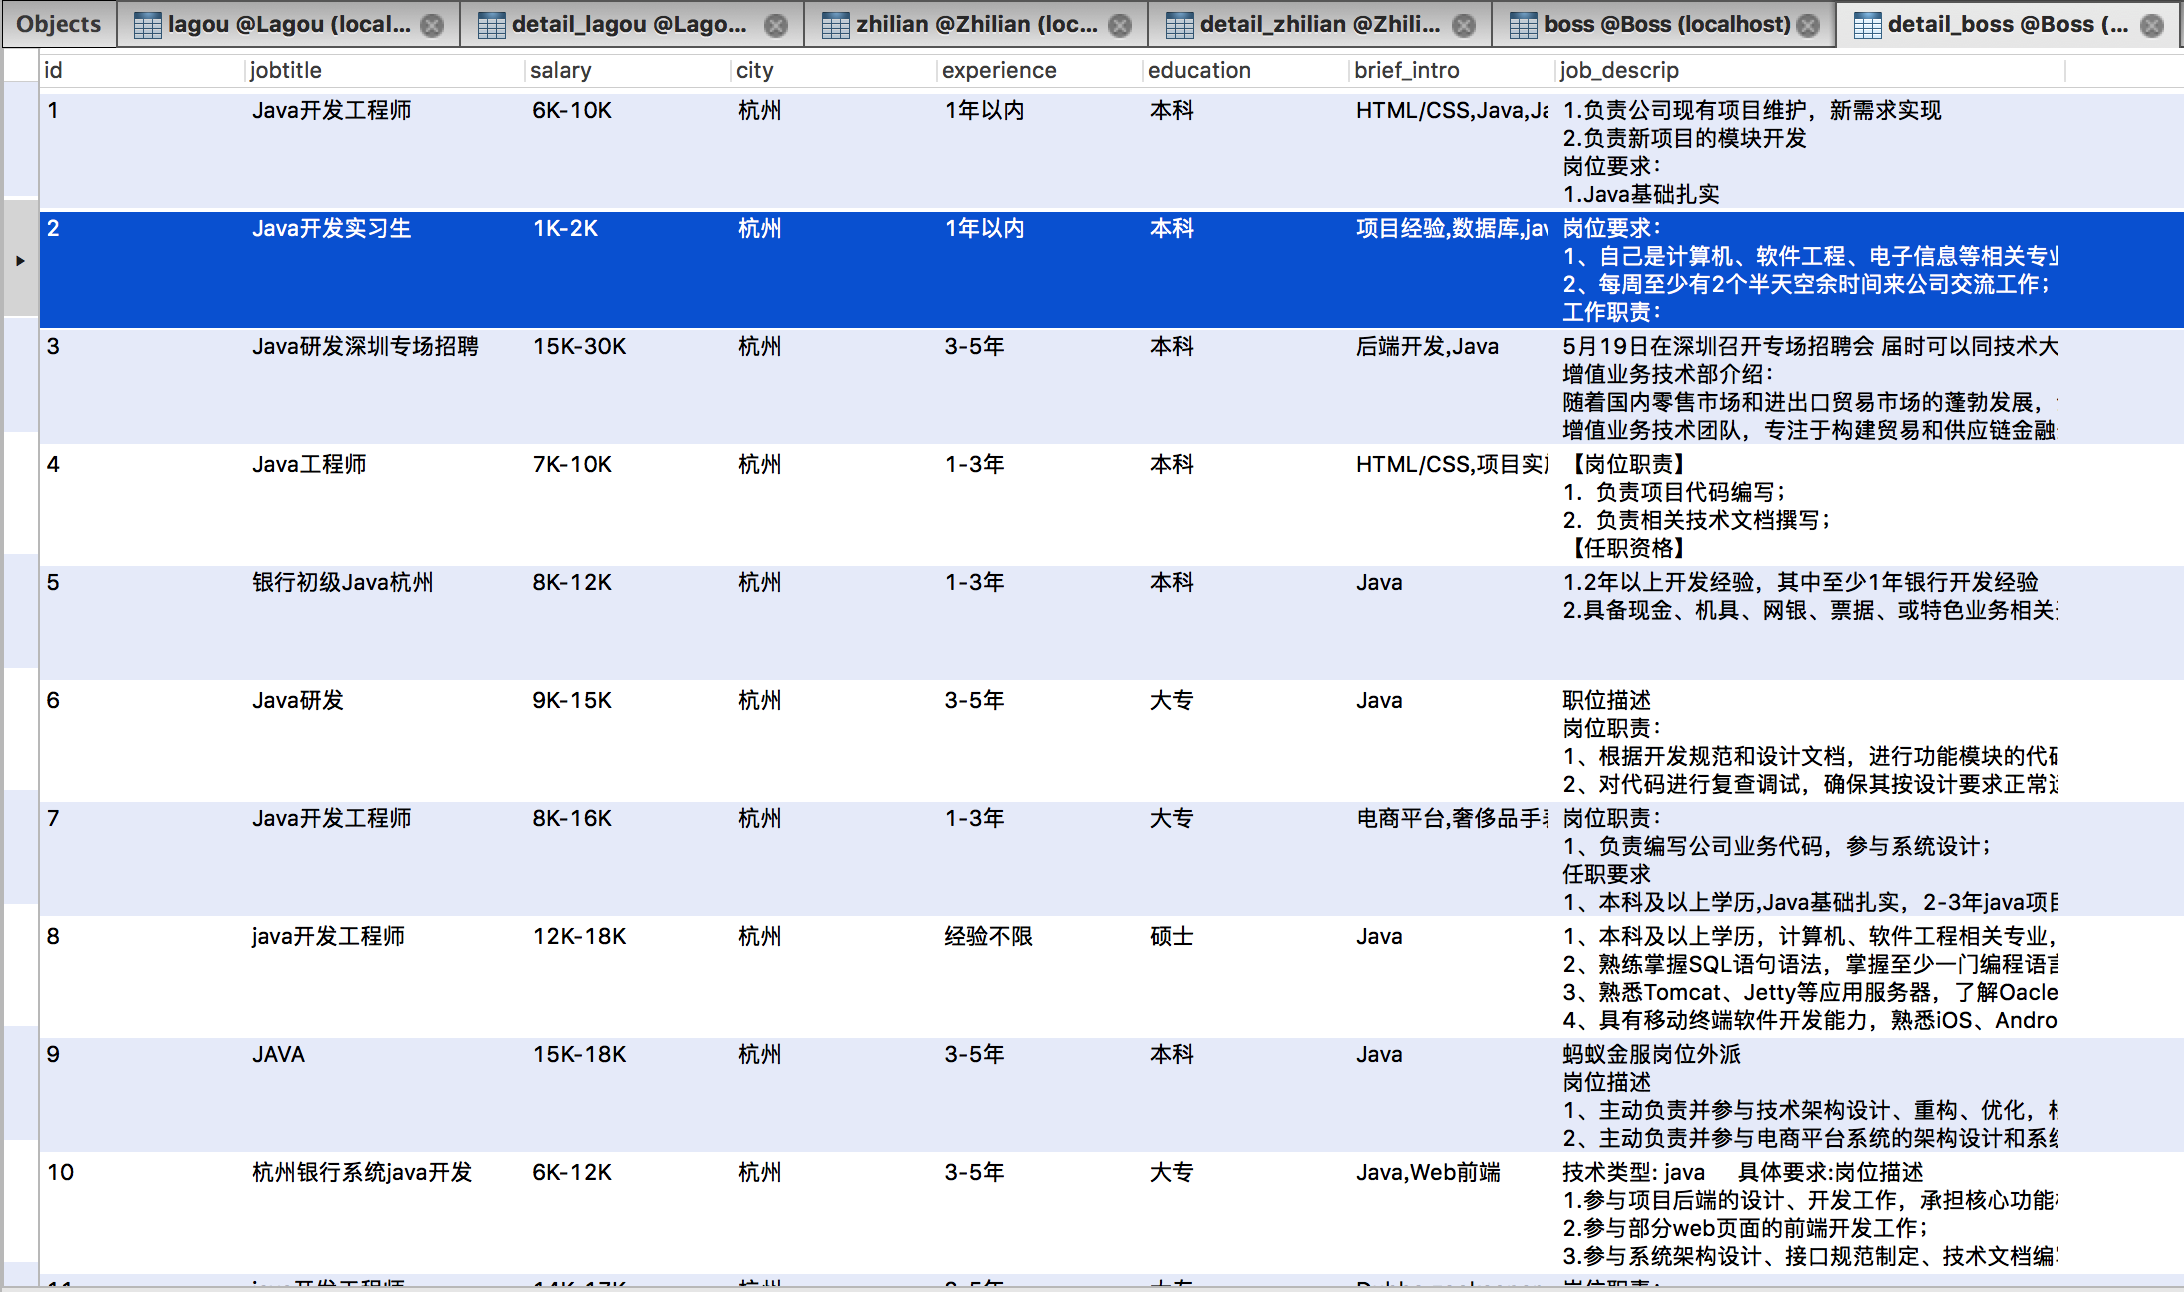 Objects lagou @Lagou (local... detail_lagou @Lago... zhilian @Zhilian (loc... detail_zhilian @Zhili... boss @Boss (localhost) detail_boss @Boss (...
id jobtitle salary city experience education brief_intro job_descrip
1 Java开发工程师 6K-10K 杭州 1年以内 本科 HTML/CSS,Java,Ja 1.负责公司现有项目维护，新需求实现
2.负责新项目的模块开发
岗位要求：
1.Java基础扎实
2 Java开发实习生 1K-2K 杭州 1年以内 本科 项目经验,数据库,jav 岗位要求：
1、自己是计算机、软件工程、电子信息等相关专业
2、每周至少有2个半天空余时间来公司交流工作；
工作职责：
3 Java研发深圳专场招聘 15K-30K 杭州 3-5年 本科 后端开发,Java 5月19日在深圳召开专场招聘会 届时可以同技术大
增值业务技术部介绍：
随着国内零售市场和进出口贸易市场的蓬勃发展，
增值业务技术团队，专注于构建贸易和供应链金融
4 Java工程师 7K-10K 杭州 1-3年 本科 HTML/CSS,项目实施 【岗位职责】
1. 负责项目代码编写；
2. 负责相关技术文档撰写；
【任职资格】
5 银行初级Java杭州 8K-12K 杭州 1-3年 本科 Java 1.2年以上开发经验，其中至少1年银行开发经验
2.具备现金、机具、网银、票据、或特色业务相关
6 Java研发 9K-15K 杭州 3-5年 大专 Java 职位描述
岗位职责：
1、根据开发规范和设计文档，进行功能模块的代码
2、对代码进行复查调试，确保其按设计要求正常运
7 Java开发工程师 8K-16K 杭州 1-3年 大专 电商平台,奢侈品手表 岗位职责：
1、负责编写公司业务代码，参与系统设计；
任职要求
1、本科及以上学历,Java基础扎实，2-3年java项目
8 java开发工程师 12K-18K 杭州 经验不限 硕士 Java 1、本科及以上学历，计算机、软件工程相关专业，
2、熟练掌握SQL语句语法，掌握至少一门编程语言
3、熟悉Tomcat、Jetty等应用服务器，了解Oacle
4、具有移动终端软件开发能力，熟悉iOS、Andro
9 JAVA 15K-18K 杭州 3-5年 本科 Java 蚂蚁金服岗位外派
岗位描述
1、主动负责并参与技术架构设计、重构、优化，
2、主动负责并参与电商平台系统的架构设计和系统
10 杭州银行系统java开发 6K-12K 杭州 3-5年 大专 Java,Web前端 技术类型: java 具体要求:岗位描述
1.参与项目后端的设计、开发工作，承担核心功能
2.参与部分web页面的前端开发工作；
3.参与系统架构设计、接口规范制定、技术文档编写